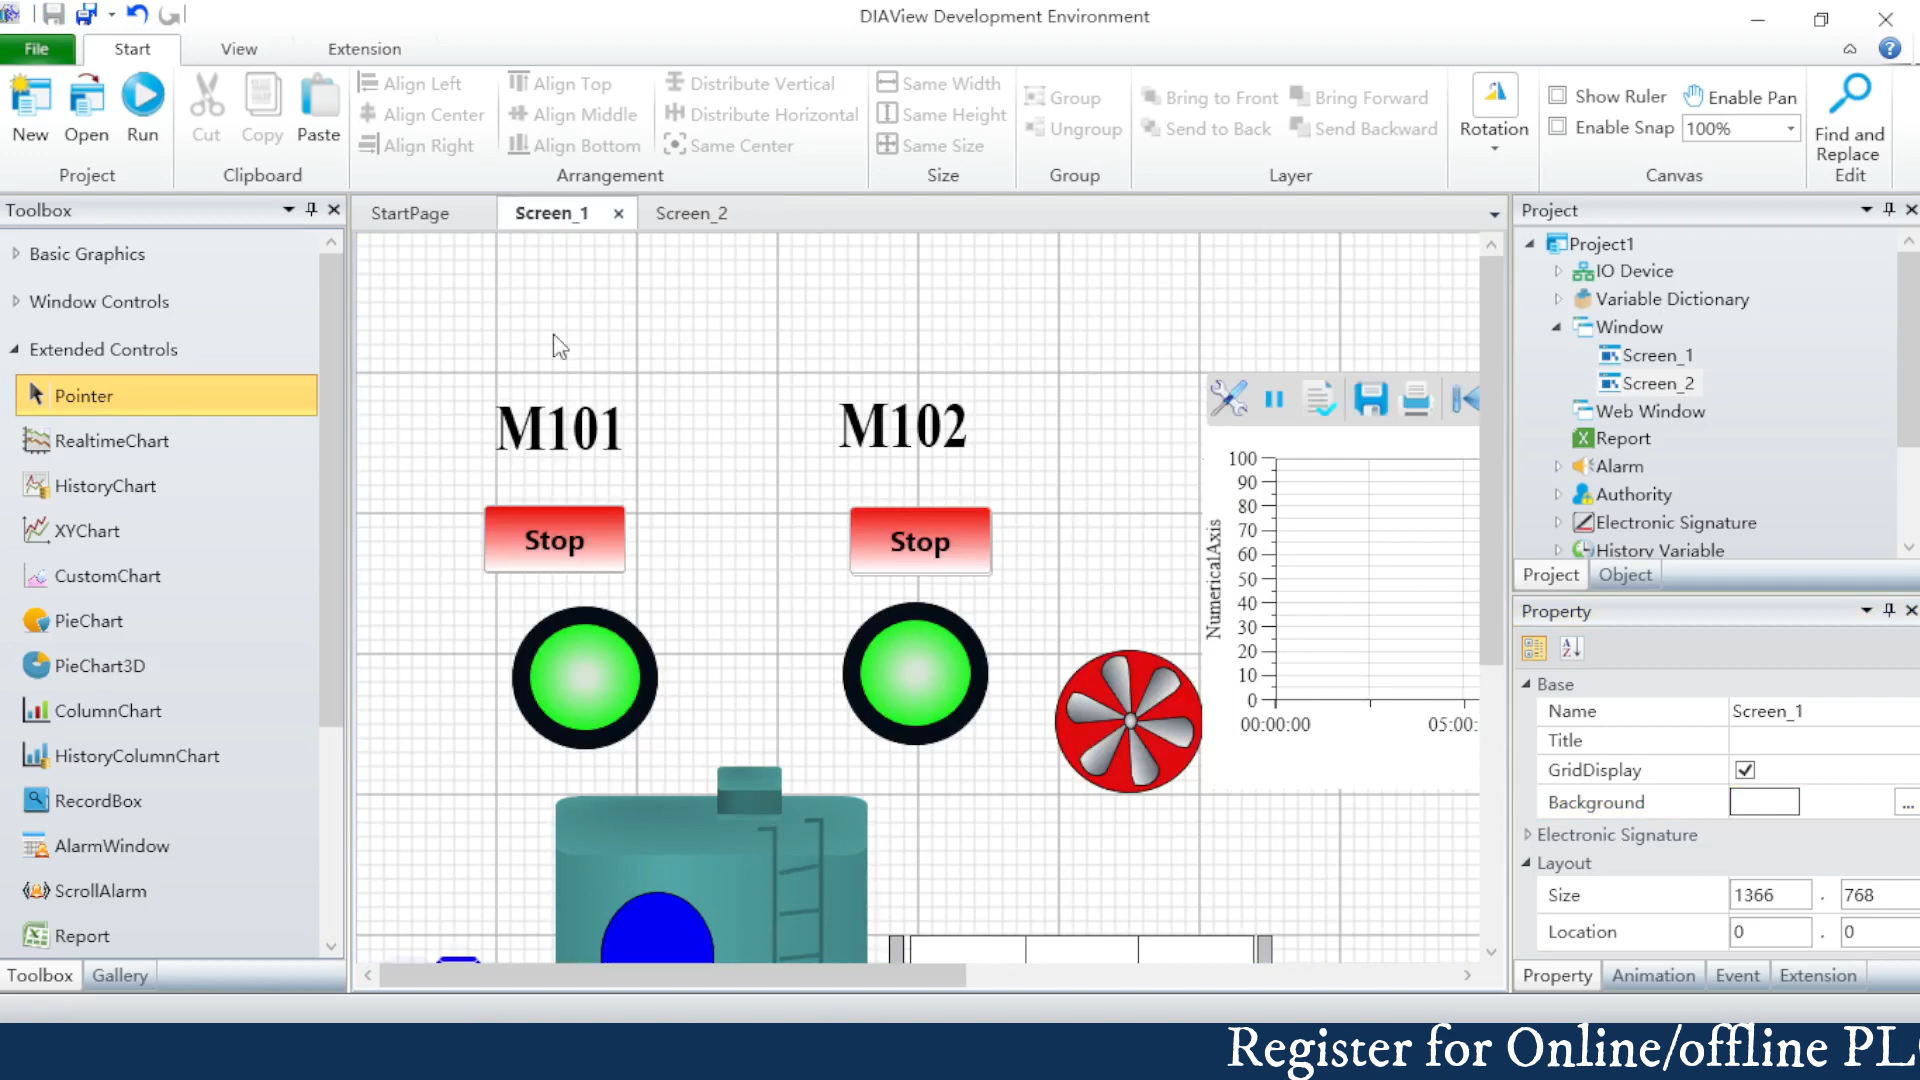 DIAView Development Environment
File
Start
View
Extension
New
Open
Run
Project
Cut
Copy
Paste
Clipboard
Align Left
Align Center
Align Right
Align Top
Align Middle
Align Bottom
Distribute Vertical
Distribute Horizontal
Same Center
Arrangement
Same Width
Same Height
Same Size
Size
Group
Ungroup
Group
Bring to Front
Send to Back
Bring Forward
Send Backward
Layer
Rotation
Show Ruler
Enable Snap
Enable Pan
100%
Canvas
Find and
Replace
Edit
Toolbox
Basic Graphics
Window Controls
Extended Controls
Pointer
RealtimeChart
HistoryChart
XYChart
CustomChart
PieChart
PieChart3D
ColumnChart
HistoryColumnChart
RecordBox
AlarmWindow
ScrollAlarm
Report
Toolbox
Gallery
StartPage
Screen_1
Screen_2
M101
M102
Stop
Stop
NumericalAxis
100
90
80
70
60
50
40
30
20
10
0
00:00:00
05:00:
Project
Project1
IO Device
Variable Dictionary
Window
Screen_1
Screen_2
Web Window
Report
Alarm
Authority
Electronic Signature
History Variable
Project
Object
Property
Base
Name
Screen_1
Title
GridDisplay
Background
...
Electronic Signature
Layout
Size
1366
,
768
Location
0
,
0
Property
Animation
Event
Extension
Register for Online/offline PL